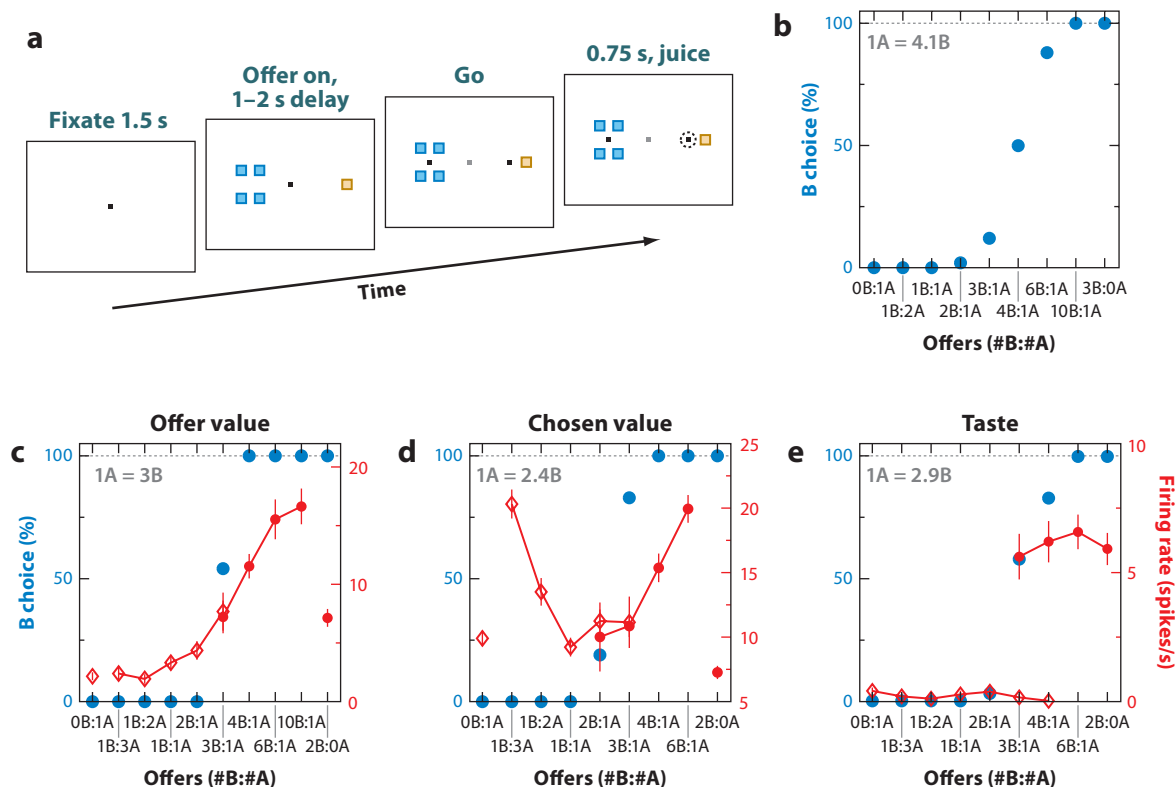 a
Fixate 1.5 s
Offer on,
1–2 s delay
Go
0.75 s, juice
Time
b
1A = 4.1B
B choice (%)
100
50
0
0B:1A
1B:2A
1B:1A
2B:1A
3B:1A
4B:1A
6B:1A
10B:1A
3B:0A
Offers (#B:#A)
c
Offer value
1A = 3B
B choice (%)
100
50
0
20
10
0
0B:1A
1B:3A
1B:2A
1B:1A
2B:1A
3B:1A
4B:1A
6B:1A
10B:1A
2B:0A
Offers (#B:#A)
d
Chosen value
1A = 2.4B
100
50
0
25
20
15
10
5
0B:1A
1B:3A
1B:2A
1B:1A
2B:1A
3B:1A
4B:1A
6B:1A
2B:0A
Offers (#B:#A)
e
Taste
1A = 2.9B
100
50
0
10
5
0
Firing rate (spikes/s)
0B:1A
1B:3A
1B:2A
1B:1A
2B:1A
3B:1A
4B:1A
6B:1A
2B:0A
Offers (#B:#A)